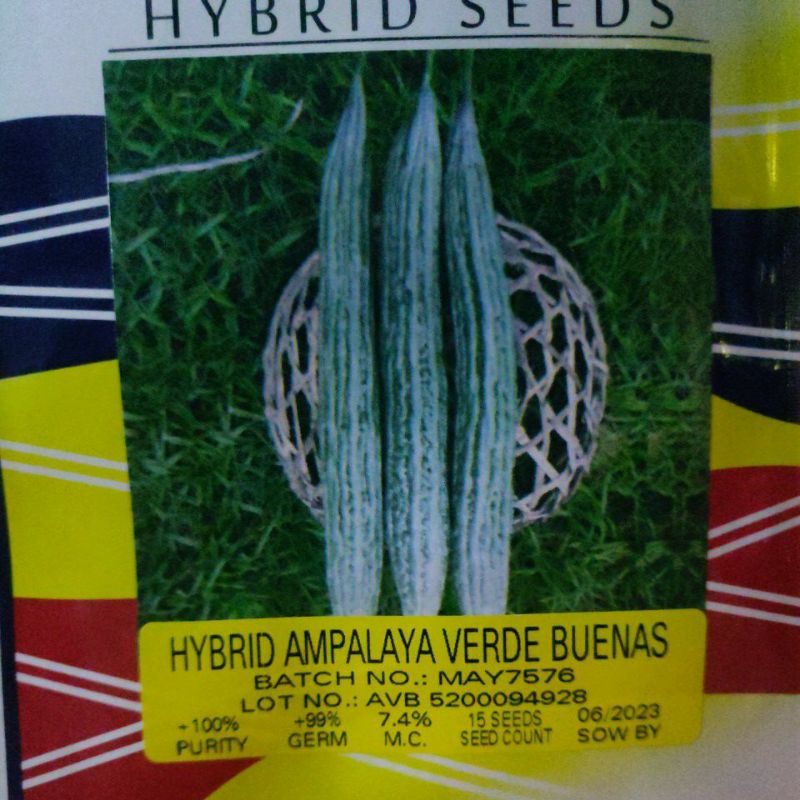 HYBRID SEEDS
HYBRID AMPALAYA VERDE BUENAS
BATCH NO.: MAY7576
LOT NO.: AVB 5200094928
+100% +99% 7.4% 15 SEEDS 06/2023
PURITY GERM M.C. SEED COUNT SOW BY